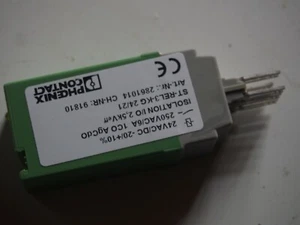 PHOENIX
CONTACT
Art.-Nr.: 2861014 CH-NR.: 91810
ST-REL3-KG 24/21
ISOLATION I/O 2,5kVeff
250VAC/6A 1CO AgCdO
24VAC/DC -20/+10%